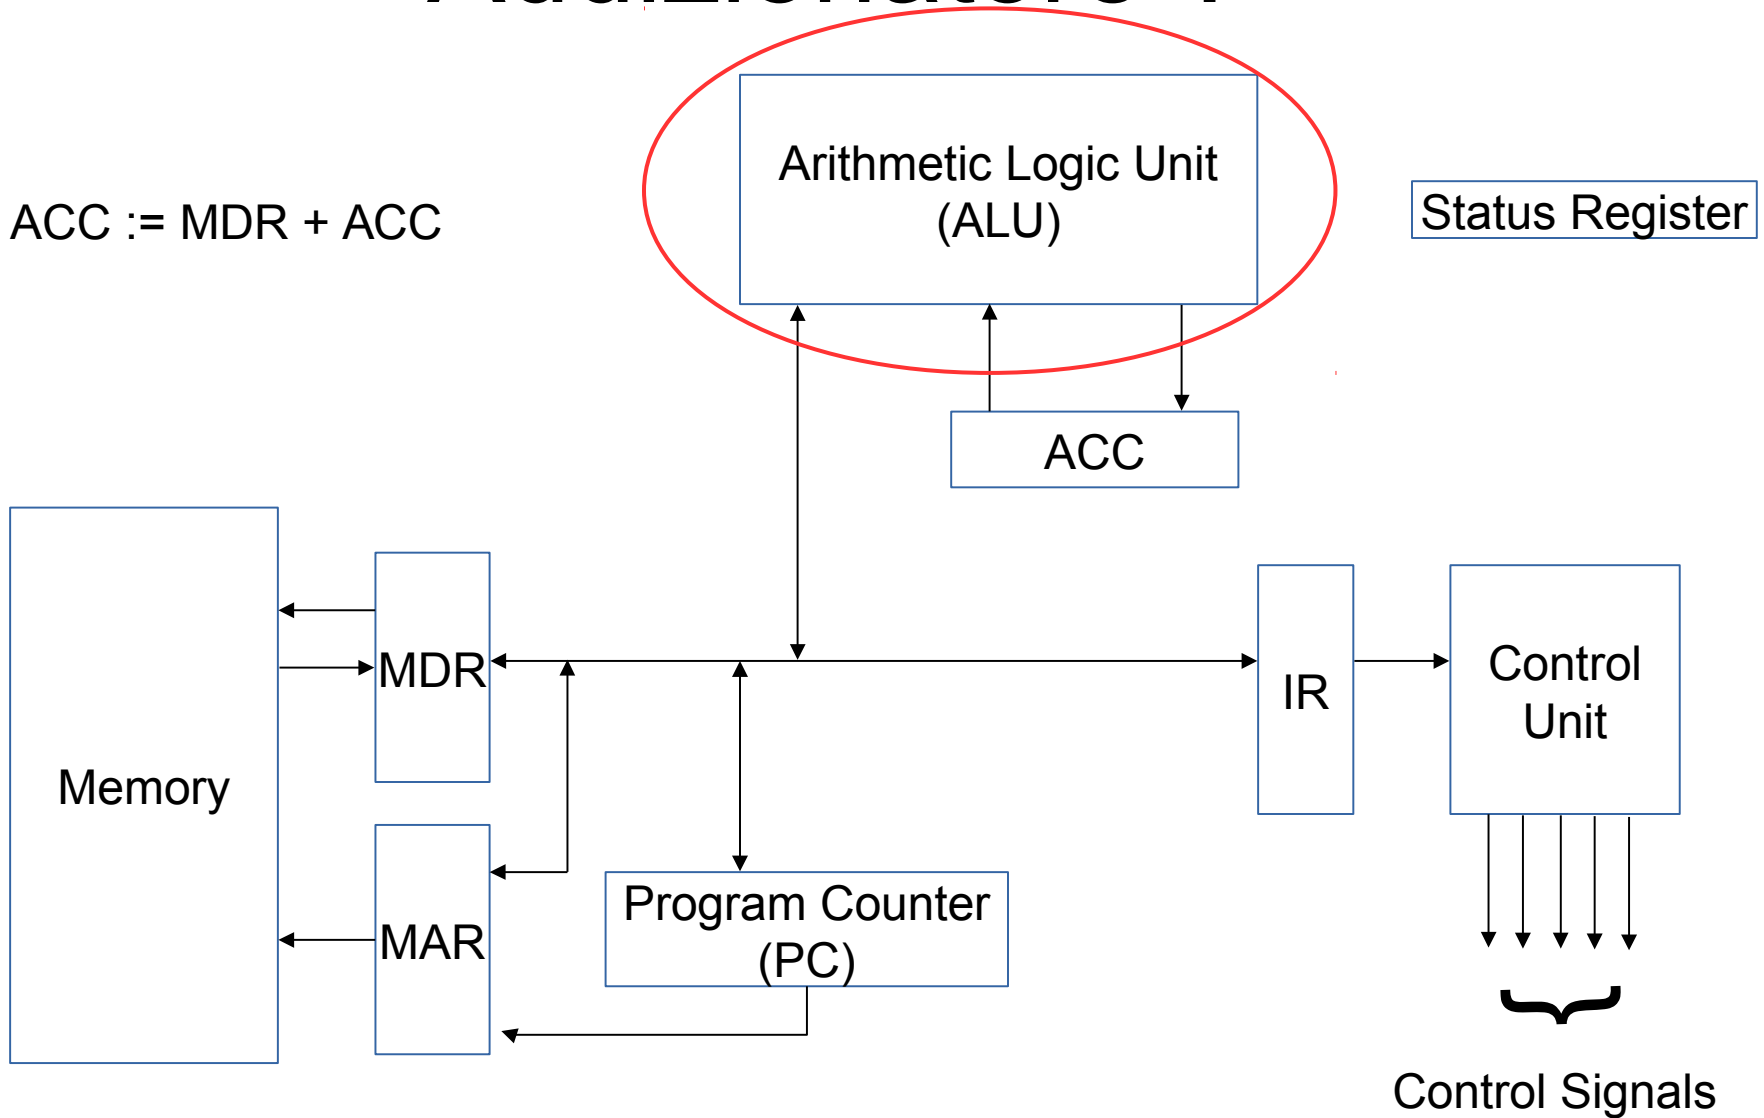 Arithmetic Logic Unit
(ALU)
Status Register
ACC := MDR + ACC
ACC
MDR
IR
Control
Unit
Memory
MAR
Program Counter
(PC)
Control Signals